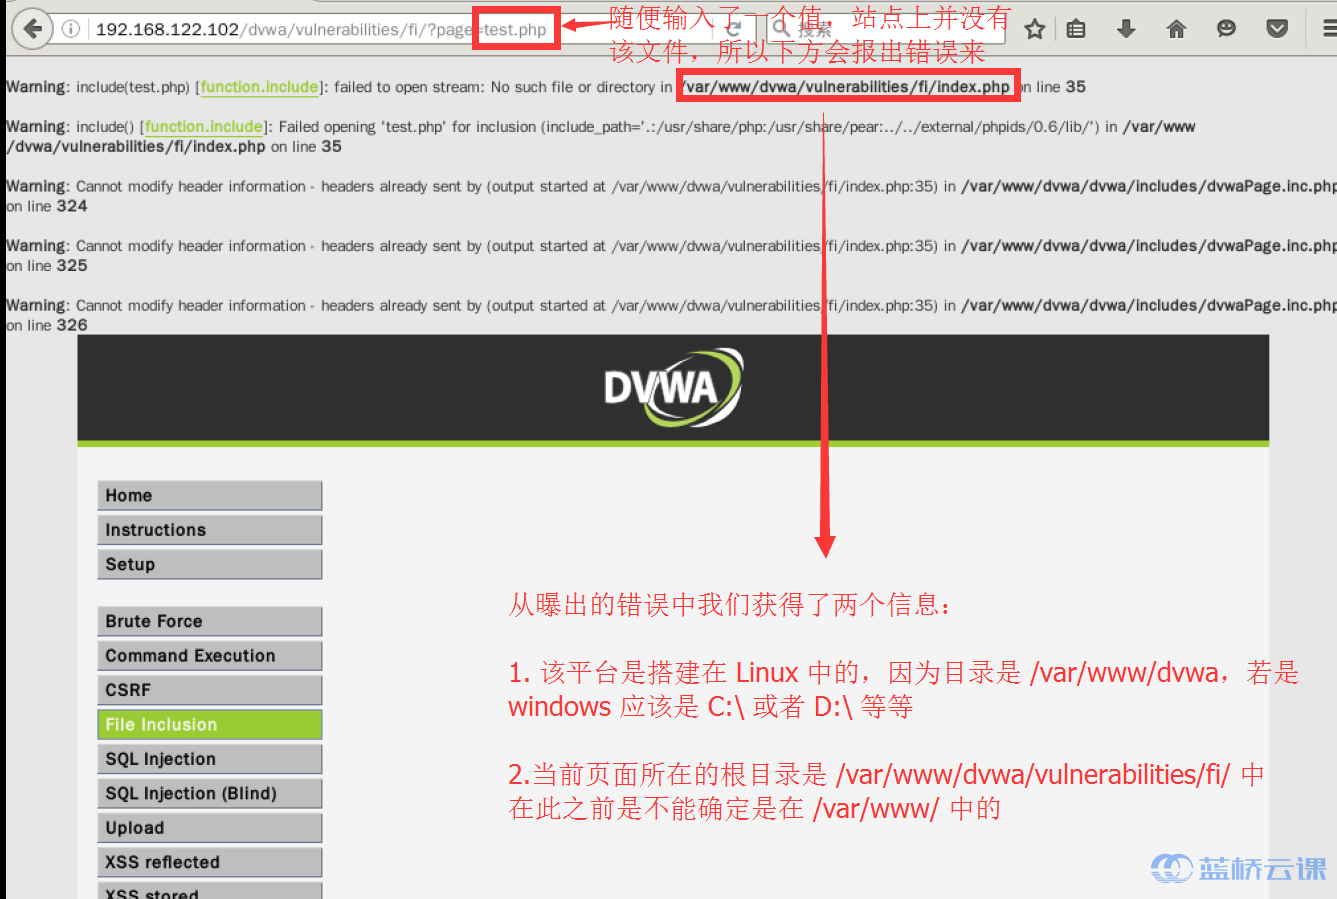 192.168.122.102/dvwa/vulnerabilities/fi/?page=test.php
搜索
随便输入了一个值，站点上并没有
该文件，所以下方会报出错误来
Warning: include(test.php) [function.include]: failed to open stream: No such file or directory in /var/www/dvwa/vulnerabilities/fi/index.php on line 35
Warning: include() [function.include]: Failed opening 'test.php' for inclusion (include_path='.:/usr/share/php:/usr/share/pear:../../external/phpids/0.6/lib/') in /var/www
/dvwa/vulnerabilities/fi/index.php on line 35
Warning: Cannot modify header information - headers already sent by (output started at /var/www/dvwa/vulnerabilities/fi/index.php:35) in /var/www/dvwa/dvwa/includes/dvwaPage.inc.php
on line 324
Warning: Cannot modify header information - headers already sent by (output started at /var/www/dvwa/vulnerabilities/fi/index.php:35) in /var/www/dvwa/dvwa/includes/dvwaPage.inc.php
on line 325
Warning: Cannot modify header information - headers already sent by (output started at /var/www/dvwa/vulnerabilities/fi/index.php:35) in /var/www/dvwa/dvwa/includes/dvwaPage.inc.php
on line 326
DVWA
Home
Instructions
Setup
Brute Force
Command Execution
CSRF
File Inclusion
SQL Injection
SQL Injection (Blind)
Upload
XSS reflected
XSS stored
从曝出的错误中我们获得了两个信息：
1. 该平台是搭建在 Linux 中的，因为目录是 /var/www/dvwa，若是
windows 应该是 C:\ 或者 D:\ 等等
2.当前页面所在的根目录是 /var/www/dvwa/vulnerabilities/fi/ 中
在此之前是不能确定是在 /var/www/ 中的
蓝桥云课